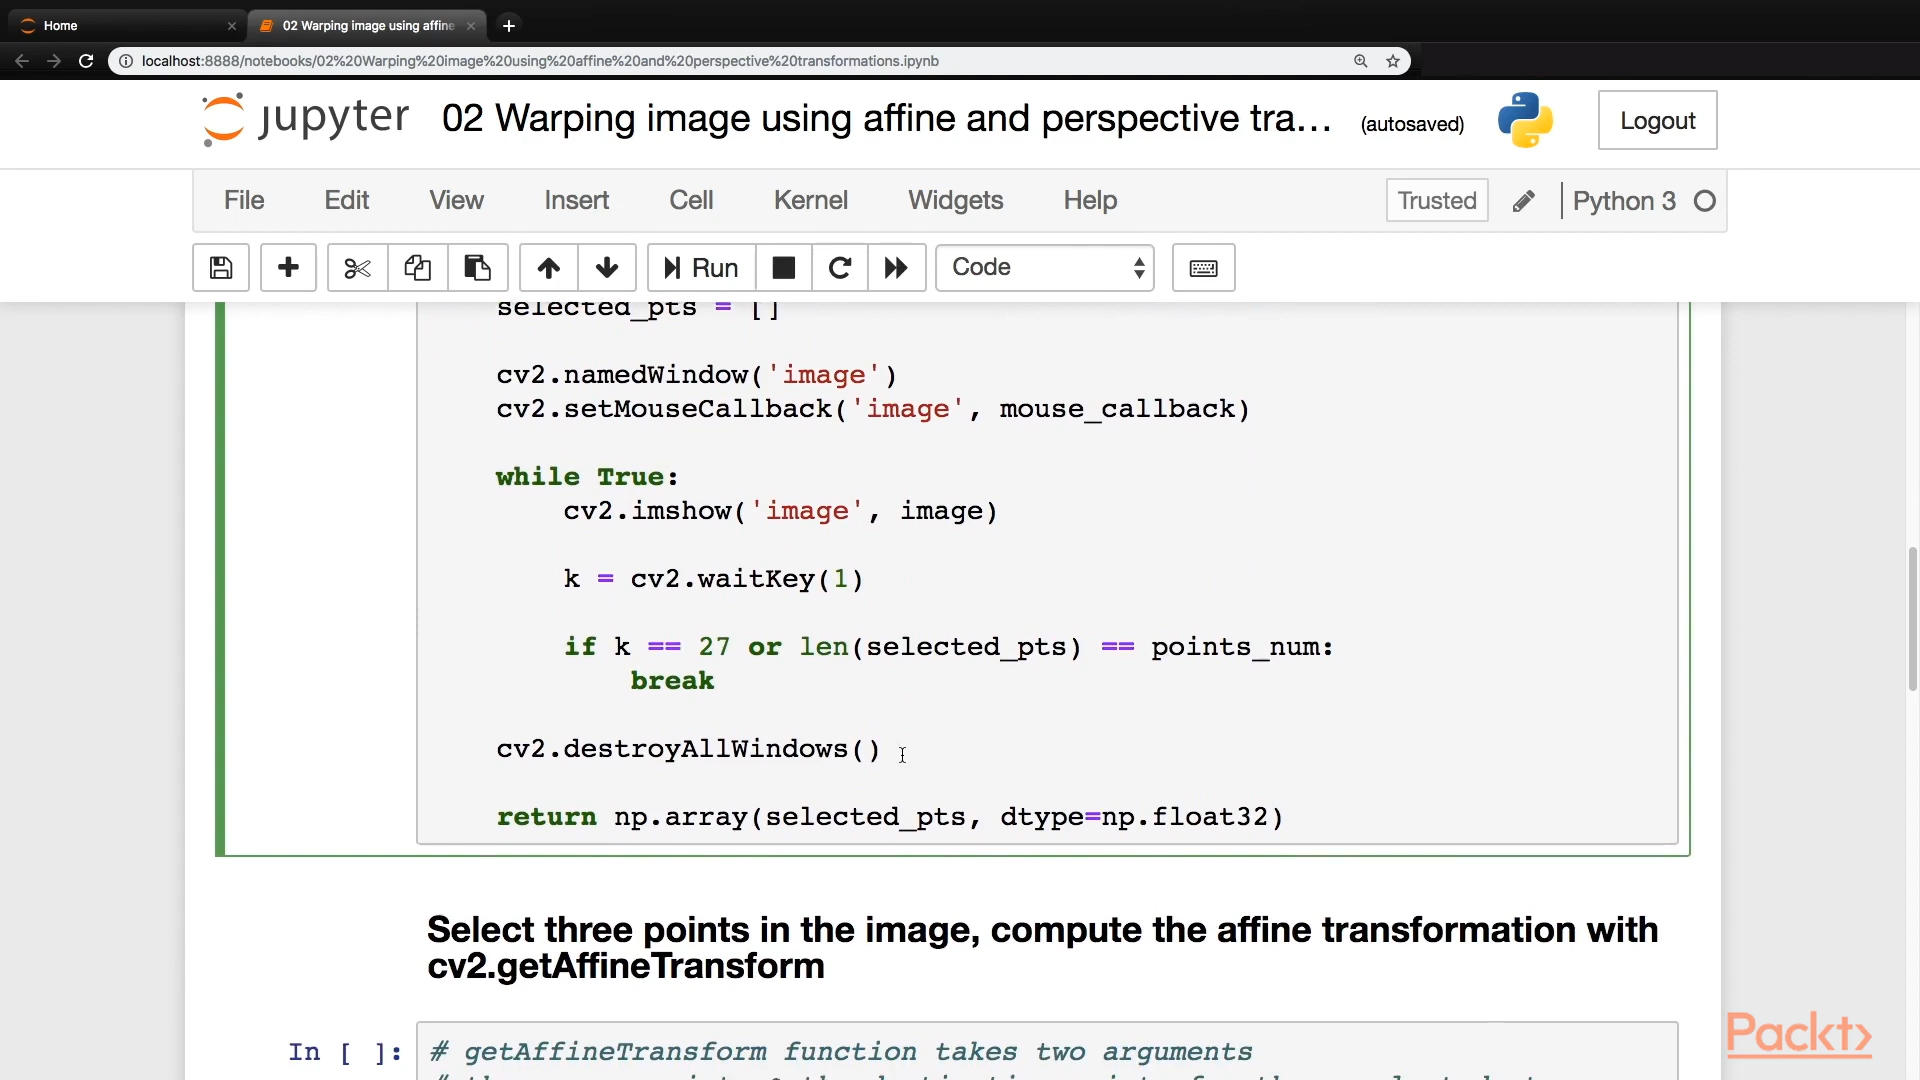 Home
02 Warping image using affine
localhost:8888/notebooks/02%20Warping%20image%20using%20affine%20and%20perspective%20transformations.ipynb
jupyter 02 Warping image using affine and perspective tra... (autosaved) Logout
File Edit View Insert Cell Kernel Widgets Help Trusted Python 3
Run Code
selected_pts = []
cv2.namedWindow('image')
cv2.setMouseCallback('image', mouse_callback)
while True:
cv2.imshow('image', image)
k = cv2.waitKey(1)
if k == 27 or len(selected_pts) == points_num:
break
cv2.destroyAllWindows()
return np.array(selected_pts, dtype=np.float32)
Select three points in the image, compute the affine transformation with
cv2.getAffineTransform
In [ ]: # getAffineTransform function takes two arguments
Packt>